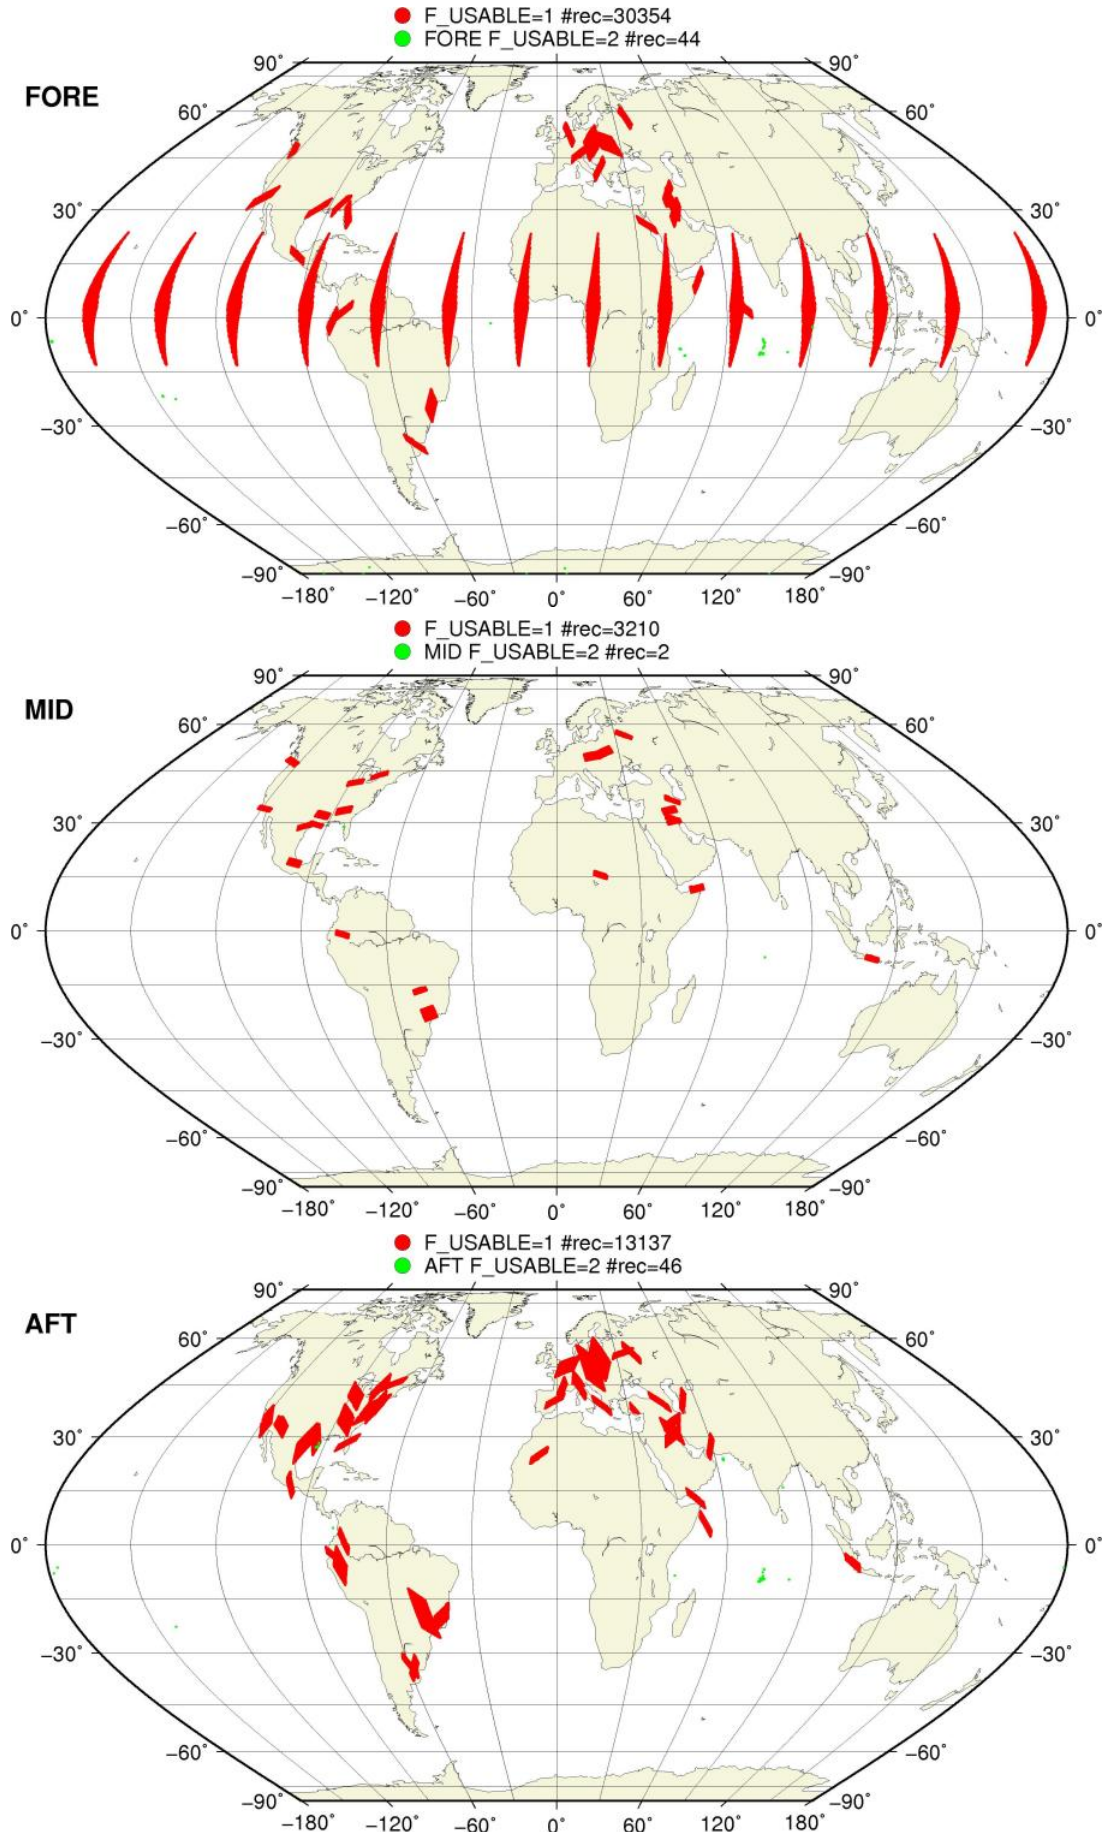 F_USABLE=1 #rec=30354
FORE F_USABLE=2 #rec=44
FORE
90° 90°
60° 60°
30° 30°
0° 0°
−30° −30°
−60° −60°
−90° −90°
−180° −120° −60° 0° 60° 120° 180°
F_USABLE=1 #rec=3210
MID F_USABLE=2 #rec=2
MID
90° 90°
60° 60°
30° 30°
0° 0°
−30° −30°
−60° −60°
−90° −90°
−180° −120° −60° 0° 60° 120° 180°
F_USABLE=1 #rec=13137
AFT F_USABLE=2 #rec=46
AFT
90° 90°
60° 60°
30° 30°
0° 0°
−30° −30°
−60° −60°
−90° −90°
−180° −120° −60° 0° 60° 120° 180°